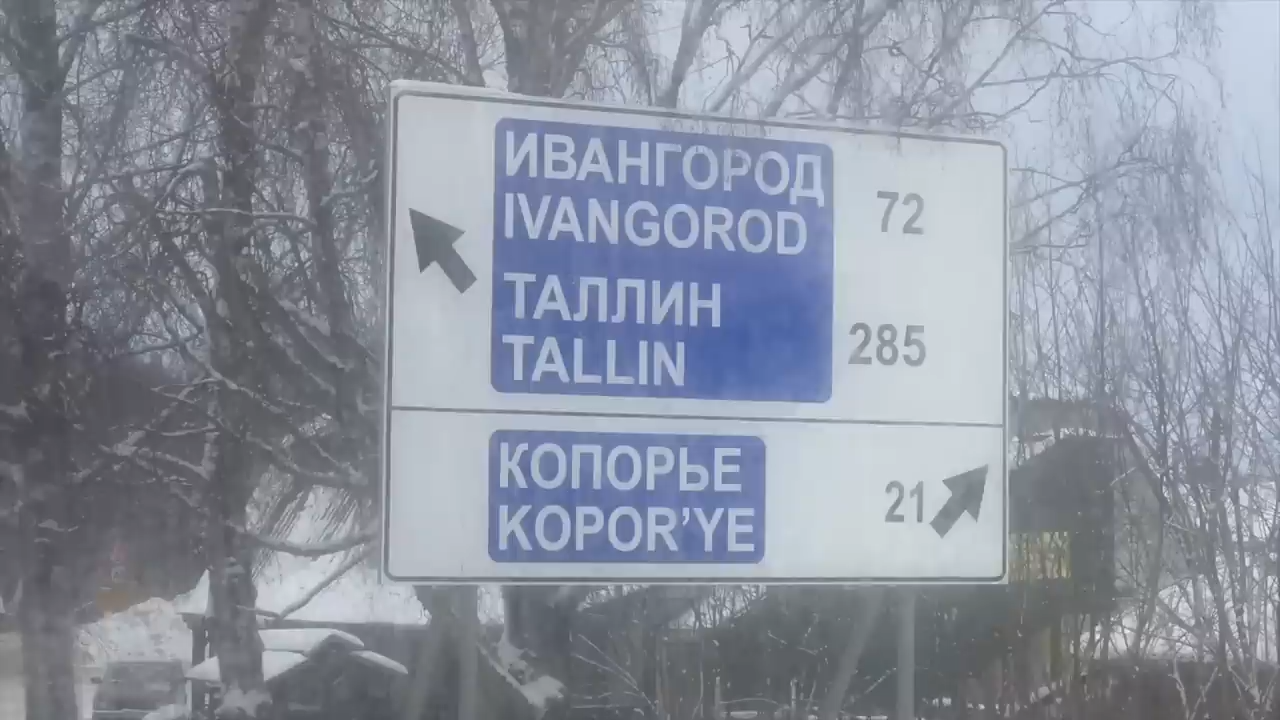 ИВАНГОРОД
IVANGOROD 72
ТАЛЛИН
TALLIN 285
КОПОРЬЕ
KOPOR'YE 21